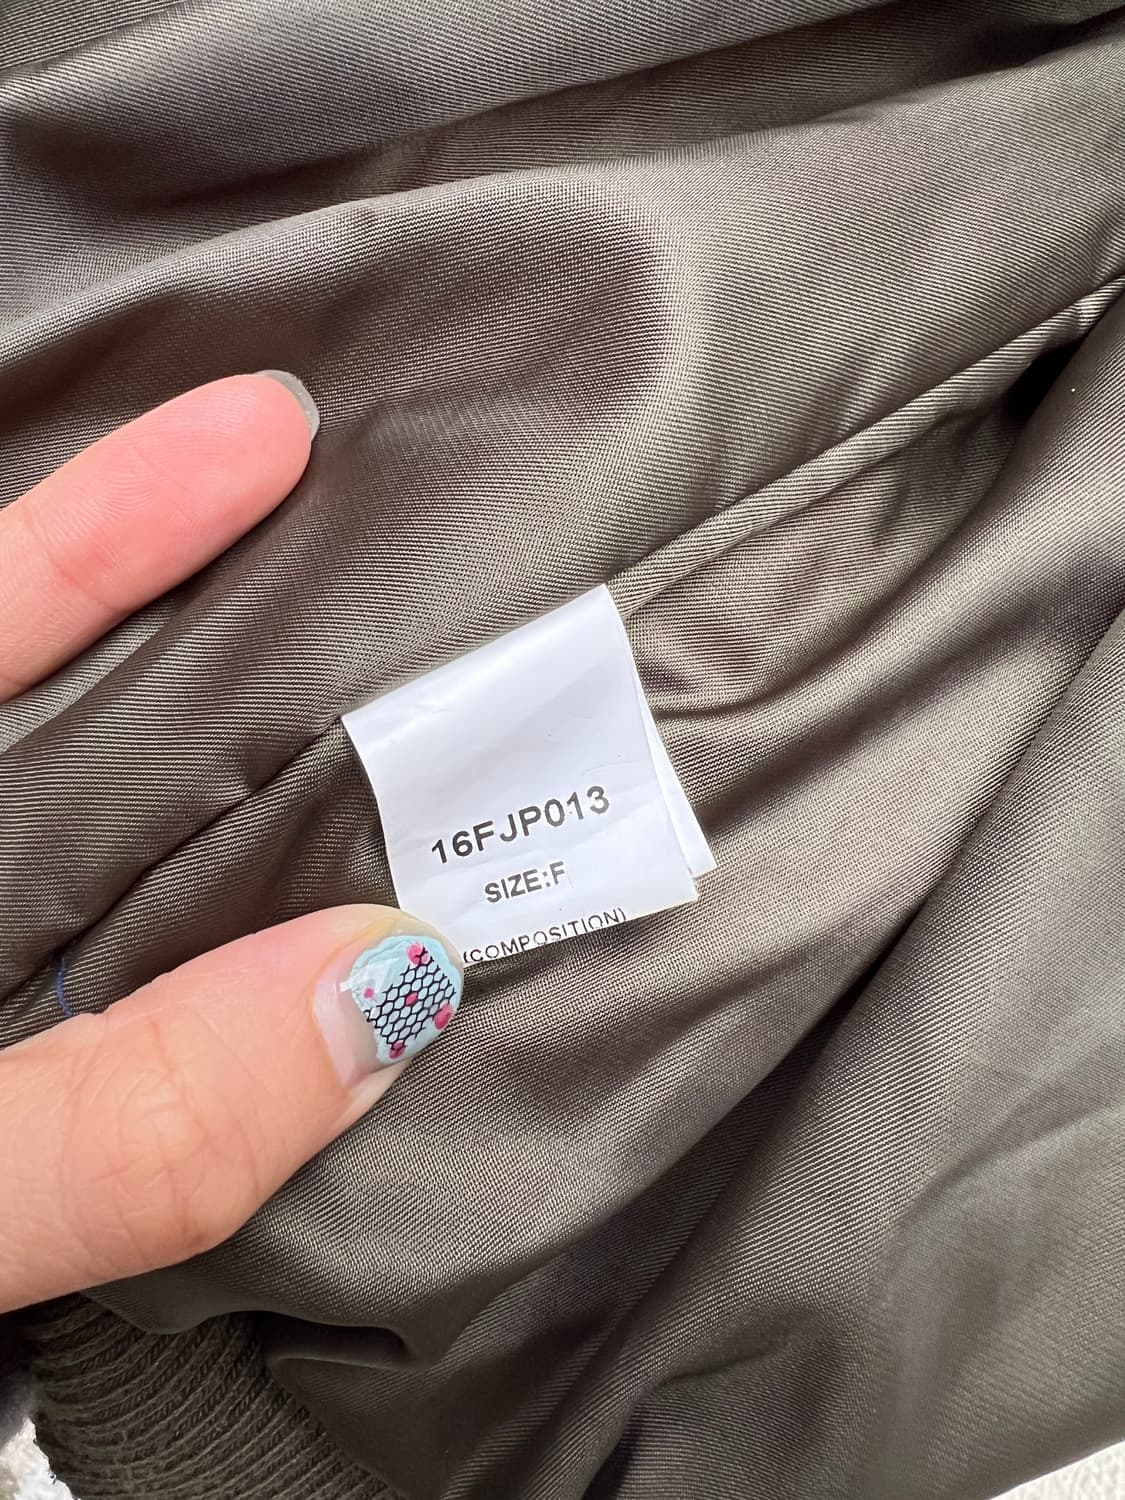 16FJP013
SIZE:F
(COMPOSITION)